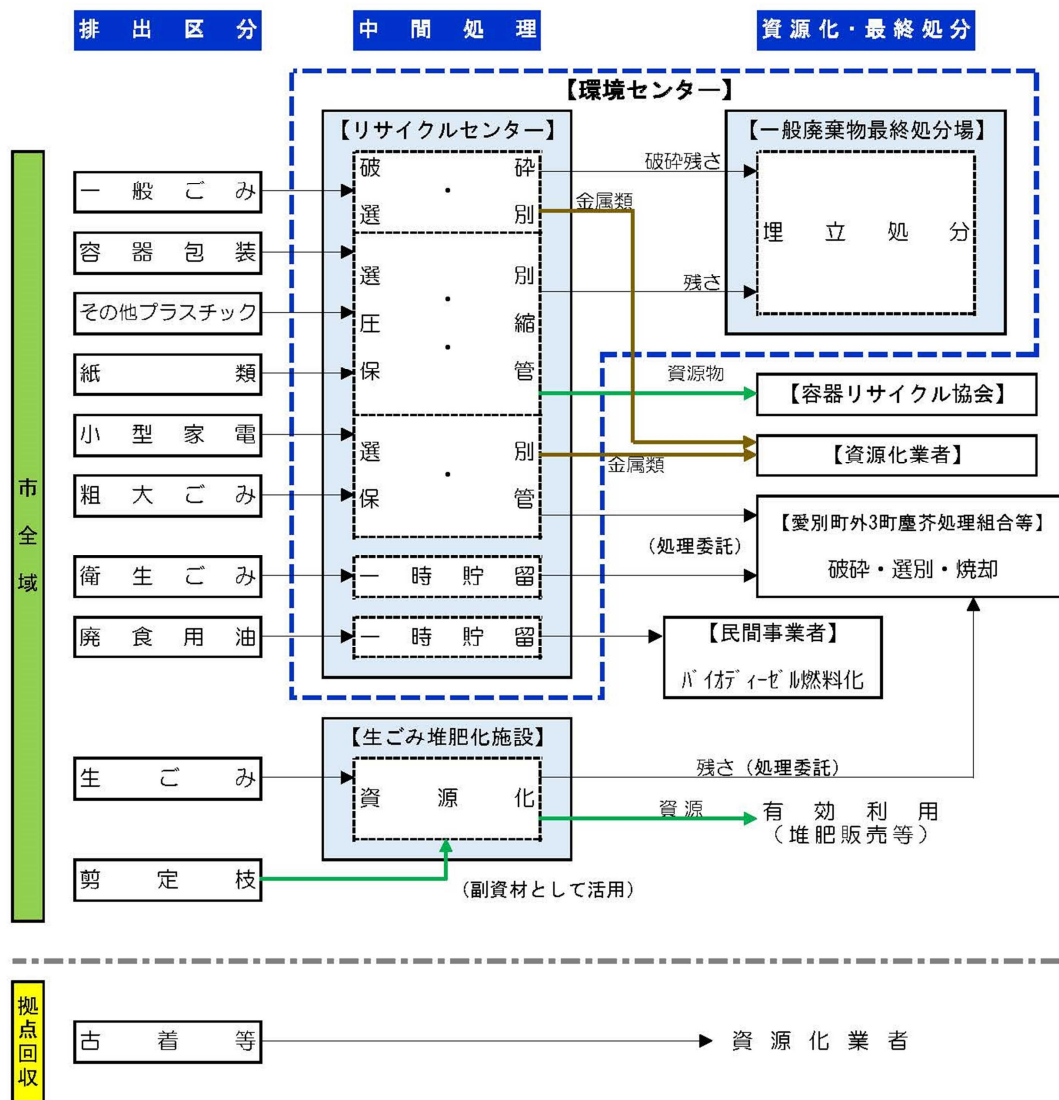 排出区分
中間処理
資源化・最終処分
【環境センター】
【リサイクルセンター】
【一般廃棄物最終処分場】
市全域
一般ごみ
破砕
・
選別
破砕残さ
金属類
埋立処分
容器包装
その他プラスチック
紙類
選別
・
圧縮
・
保管
残さ
資源物
【容器リサイクル協会】
小型家電
粗大ごみ
選別
・
保管
金属類
【資源化業者】
【愛別町外3町塵芥処理組合等】
破砕・選別・焼却
(処理委託)
衛生ごみ
一時貯留
廃食用油
一時貯留
【民間事業者】
バイオディーゼル燃料化
【生ごみ堆肥化施設】
生ごみ
資源化
残さ(処理委託)
資源
有効利用
(堆肥販売等)
剪定枝
(副資材として活用)
拠点回収
古着等
資源化業者